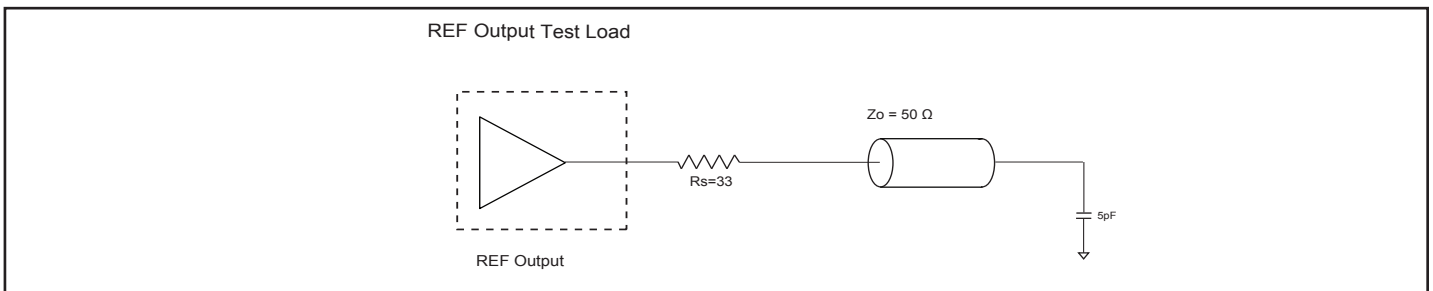 REF Output Test Load
Zo = 50 Ω
Rs=33
5pF
REF Output